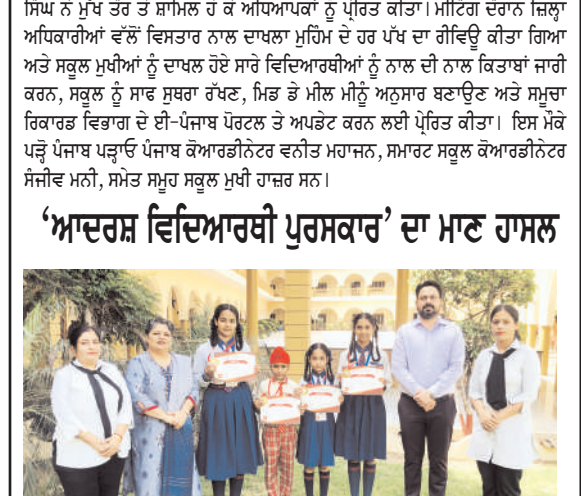 ਸਿੰਘ ਨੇ ਮੁੱਖ ਤੌਰ ਤੇ ਸ਼ਾਮਿਲ ਹੋ ਕੇ ਅਧਿਆਪਕਾਂ ਨੂੰ ਪ੍ਰੇਰਿਤ ਕੀਤਾ। ਮੀਟਿੰਗ ਦੌਰਾਨ ਜ਼ਿਲ੍ਹਾ
ਅਧਿਕਾਰੀਆਂ ਵੱਲੋਂ ਵਿਸਤਾਰ ਨਾਲ ਦਾਖਲਾ ਮੁਹਿੰਮ ਦੇ ਹਰ ਪੱਖ ਦਾ ਰੀਵਿਊ ਕੀਤਾ ਗਿਆ
ਅਤੇ ਸਕੂਲ ਮੁਖੀਆਂ ਨੂੰ ਦਾਖਲ ਹੋਏ ਸਾਰੇ ਵਿਦਿਆਰਥੀਆਂ ਨੂੰ ਨਾਲ ਦੀ ਨਾਲ ਕਿਤਾਬਾਂ ਜਾਰੀ
ਕਰਨ, ਸਕੂਲ ਨੂੰ ਸਾਫ ਸੁਥਰਾ ਰੱਖਣ, ਮਿਡ ਡੇ ਮੀਲ ਮੀਨੂੰ ਅਨੁਸਾਰ ਬਣਾਉਣ ਅਤੇ ਸਮੂਚਾ
ਰਿਕਾਰਡ ਵਿਭਾਗ ਦੇ ਈ-ਪੰਜਾਬ ਪੋਰਟਲ ਤੇ ਅਪਡੇਟ ਕਰਨ ਲਈ ਪ੍ਰੇਰਿਤ ਕੀਤਾ। ਇਸ ਮੌਕੇ
ਪੜ੍ਹੋ ਪੰਜਾਬ ਪੜ੍ਹਾਓ ਪੰਜਾਬ ਕੋਆਰਡੀਨੇਟਰ ਵਨੀਤ ਮਹਾਜਨ, ਸਮਾਰਟ ਸਕੂਲ ਕੋਆਰਡੀਨੇਟਰ
ਸੰਜੀਵ ਮਨੀ, ਸਮੇਤ ਸਮੂਹ ਸਕੂਲ ਮੁਖੀ ਹਾਜ਼ਰ ਸਨ।
‘ਆਦਰਸ਼ ਵਿਦਿਆਰਥੀ ਪੁਰਸਕਾਰ’ ਦਾ ਮਾਣ ਹਾਸਲ